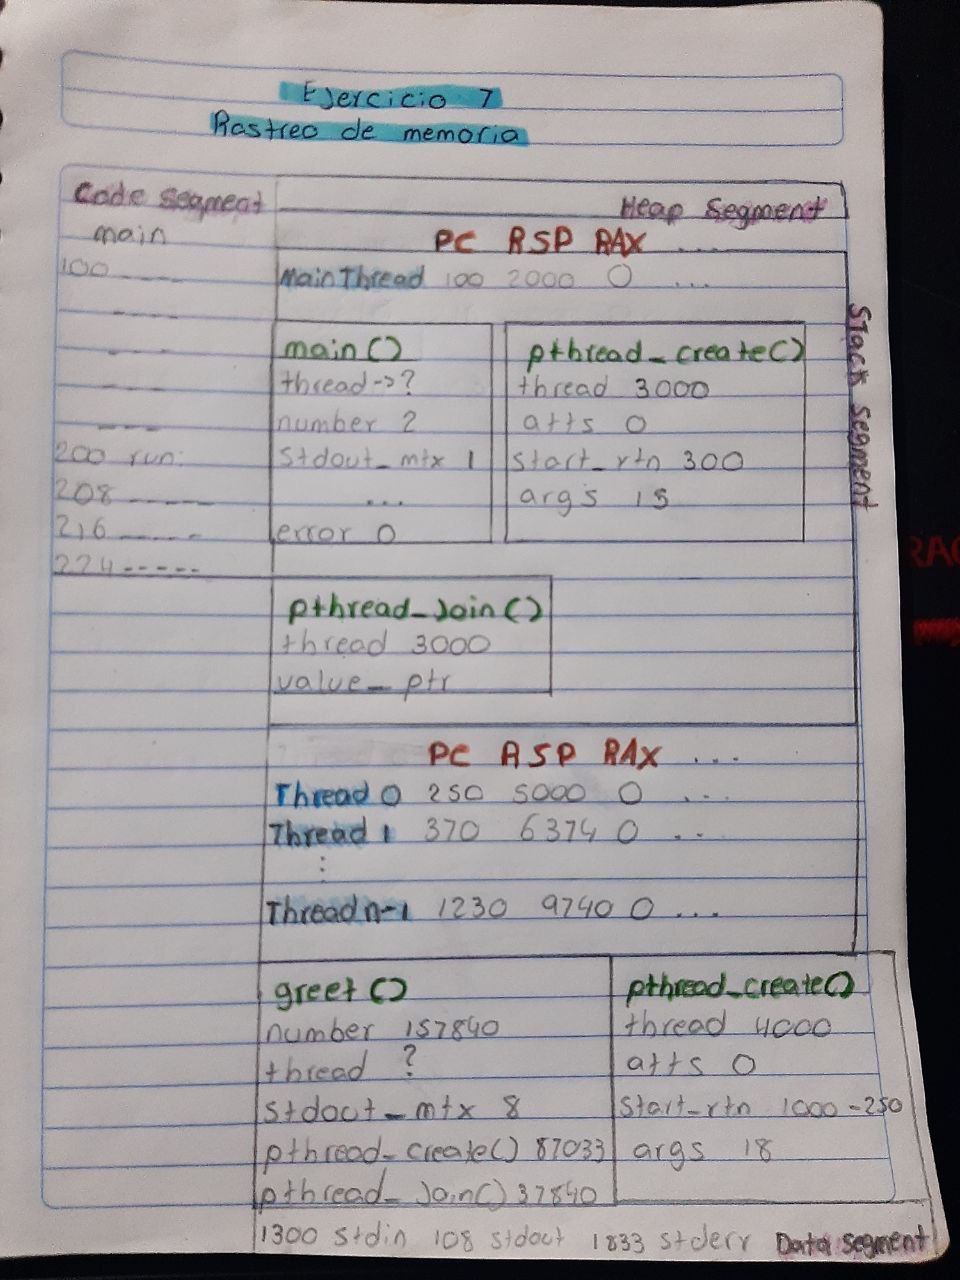 Ejercicio 7
Rastreo de memoria
Code Segment
main
100 ------
----
----
----
----
200 run:
208 ------
216 -----
224 -----
Heap Segment
Stack Segment
PC RSP RAX ...
MainThread 100 2000 0 ...
main()
thread->?
number 2
stdout_mtx 1
...
error 0
pthread_create()
thread 3000
atts 0
start_rtn 300
args 15
pthread_Join()
thread 3000
value_ptr
PC RSP RAX ...
Thread 0 250 5000 0 ...
Thread 1 370 6374 0 ...
⋮
Thread n-1 1230 9740 0 ...
greet()
number 157840
thread ?
stdout_mtx 8
pthread_create() 87033
pthread_Join() 37840
pthread_create()
thread 4000
atts 0
start_rtn 1000-250
args 18
1300 stdin 108 stdout 1833 stderr Data segment